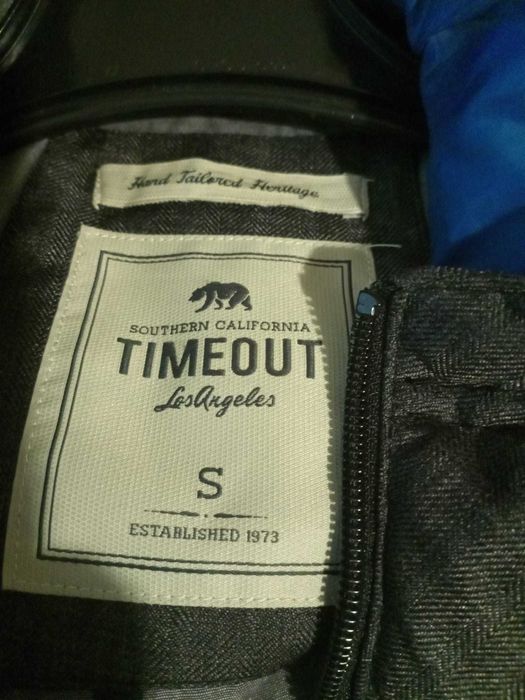 Hand Tailored Heritage
SOUTHERN CALIFORNIA
TIMEOUT
Los Angeles
S
ESTABLISHED 1973